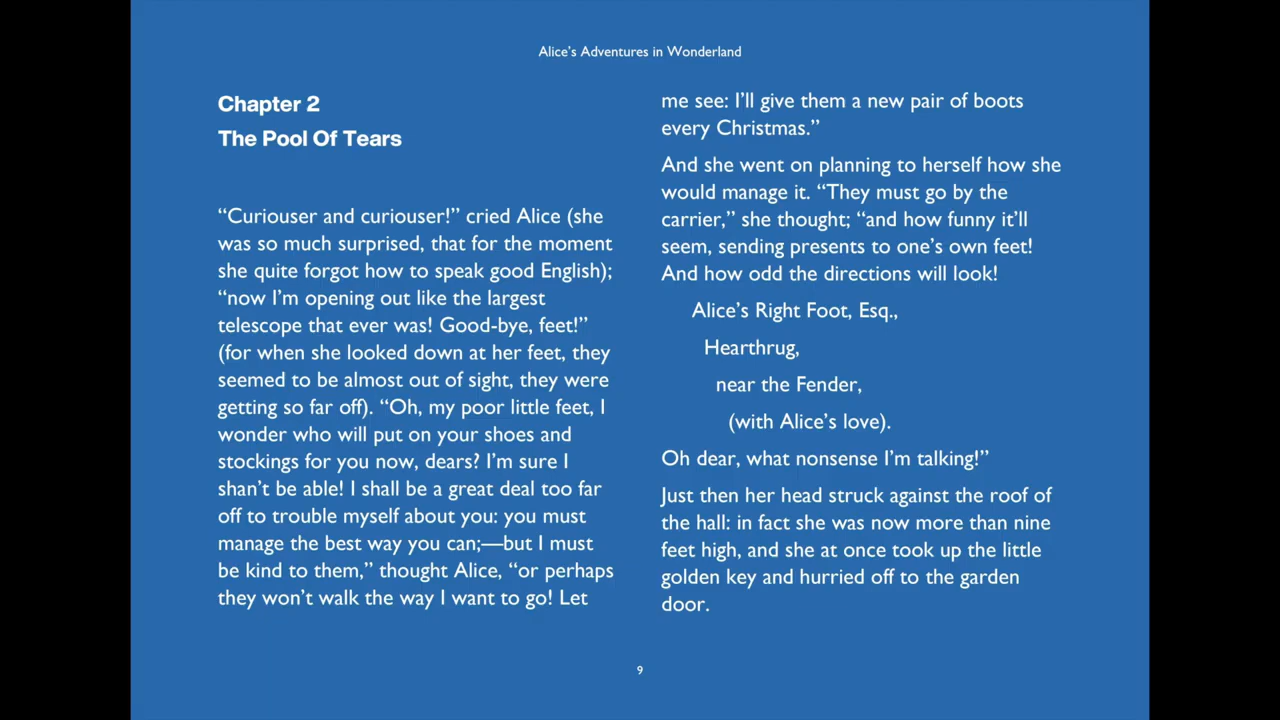 Alice’s Adventures in Wonderland
Chapter 2
The Pool Of Tears
“Curiouser and curiouser!” cried Alice (she
was so much surprised, that for the moment
she quite forgot how to speak good English);
“now I’m opening out like the largest
telescope that ever was! Good-bye, feet!”
(for when she looked down at her feet, they
seemed to be almost out of sight, they were
getting so far off). “Oh, my poor little feet, I
wonder who will put on your shoes and
stockings for you now, dears? I’m sure I
shan’t be able! I shall be a great deal too far
off to trouble myself about you: you must
manage the best way you can;—but I must
be kind to them,” thought Alice, “or perhaps
they won’t walk the way I want to go! Let
me see: I’ll give them a new pair of boots
every Christmas.”
And she went on planning to herself how she
would manage it. “They must go by the
carrier,” she thought; “and how funny it’ll
seem, sending presents to one’s own feet!
And how odd the directions will look!
Alice’s Right Foot, Esq.,
Hearthrug,
near the Fender,
(with Alice’s love).
Oh dear, what nonsense I’m talking!”
Just then her head struck against the roof of
the hall: in fact she was now more than nine
feet high, and she at once took up the little
golden key and hurried off to the garden
door.
9